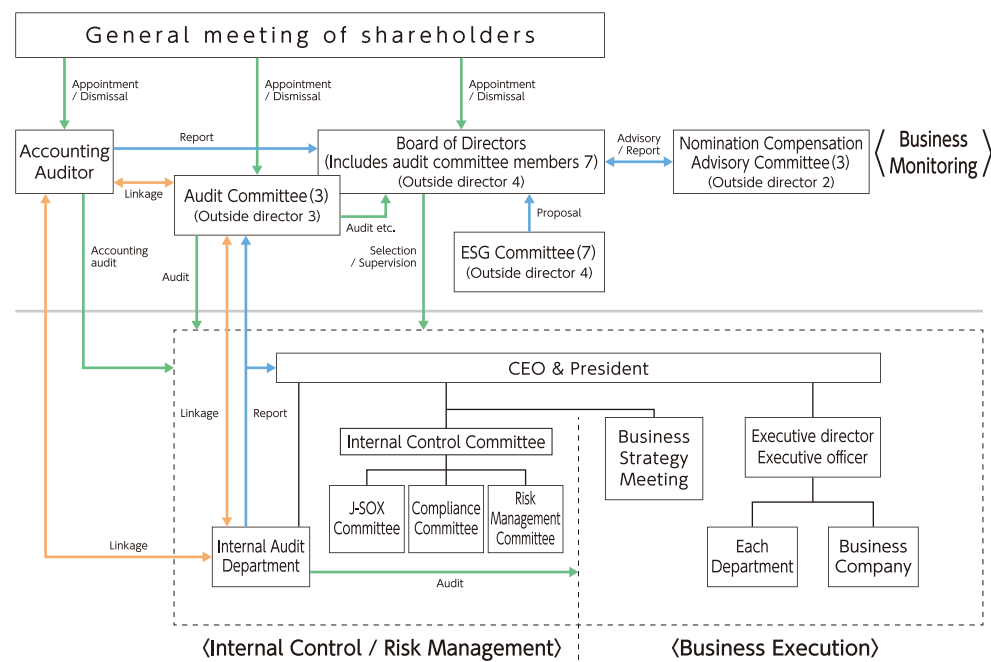 General meeting of shareholders
Appointment
/ Dismissal
Appointment
/ Dismissal
Appointment
/ Dismissal
Accounting
Auditor
Report
Board of Directors
(Includes audit committee members 7)
(Outside director 4)
Advisory
/ Report
Nomination Compensation
Advisory Committee(3)
(Outside director 2)
〈Business
Monitoring〉
Linkage
Audit Committee(3)
(Outside director 3)
Audit etc.
Proposal
Accounting
audit
Audit
Selection
/ Supervision
ESG Committee(7)
(Outside director 4)
CEO & President
Linkage
Report
Internal Control Committee
Business
Strategy
Meeting
Executive director
Executive officer
J-SOX
Committee
Compliance
Committee
Risk
Management
Committee
Linkage
Internal Audit
Department
Each
Department
Business
Company
Audit
〈Internal Control / Risk Management〉
〈Business Execution〉